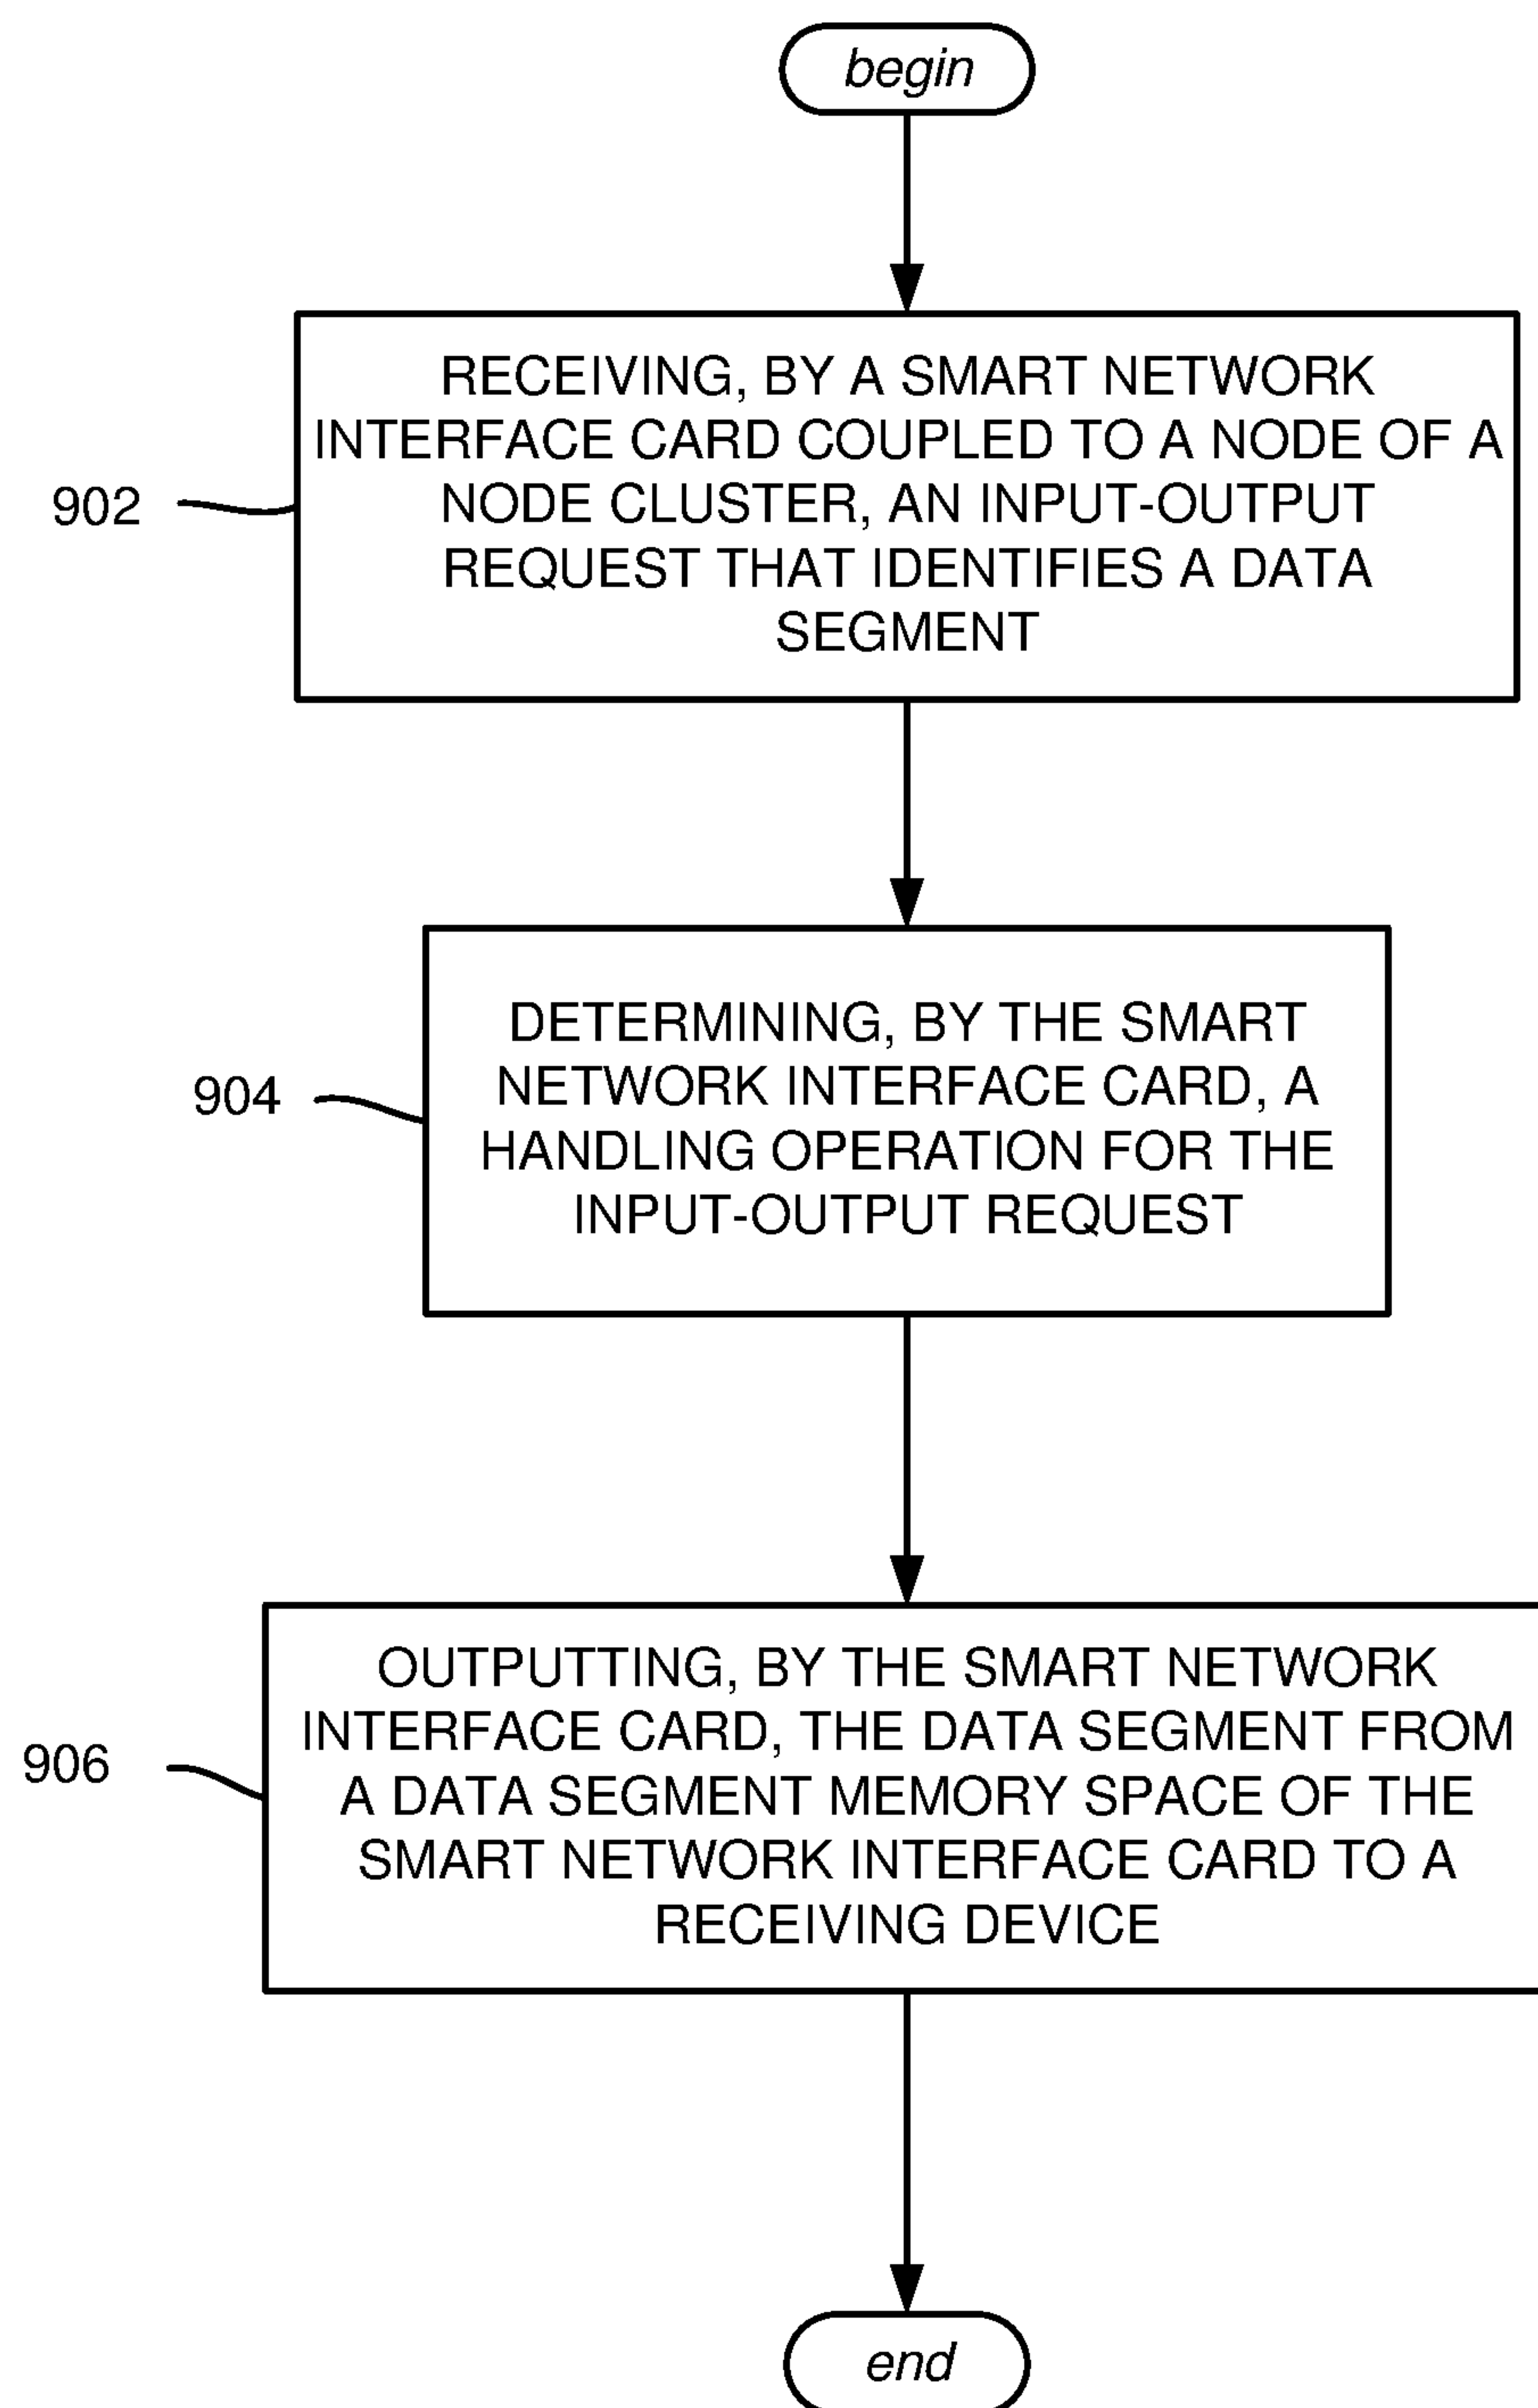 begin
RECEIVING, BY A SMART NETWORK
INTERFACE CARD COUPLED TO A NODE OF A
NODE CLUSTER, AN INPUT-OUTPUT
REQUEST THAT IDENTIFIES A DATA
SEGMENT
902
DETERMINING, BY THE SMART
NETWORK INTERFACE CARD, A
HANDLING OPERATION FOR THE
INPUT-OUTPUT REQUEST
904
OUTPUTTING, BY THE SMART NETWORK
INTERFACE CARD, THE DATA SEGMENT FROM
A DATA SEGMENT MEMORY SPACE OF THE
SMART NETWORK INTERFACE CARD TO A
RECEIVING DEVICE
906
end